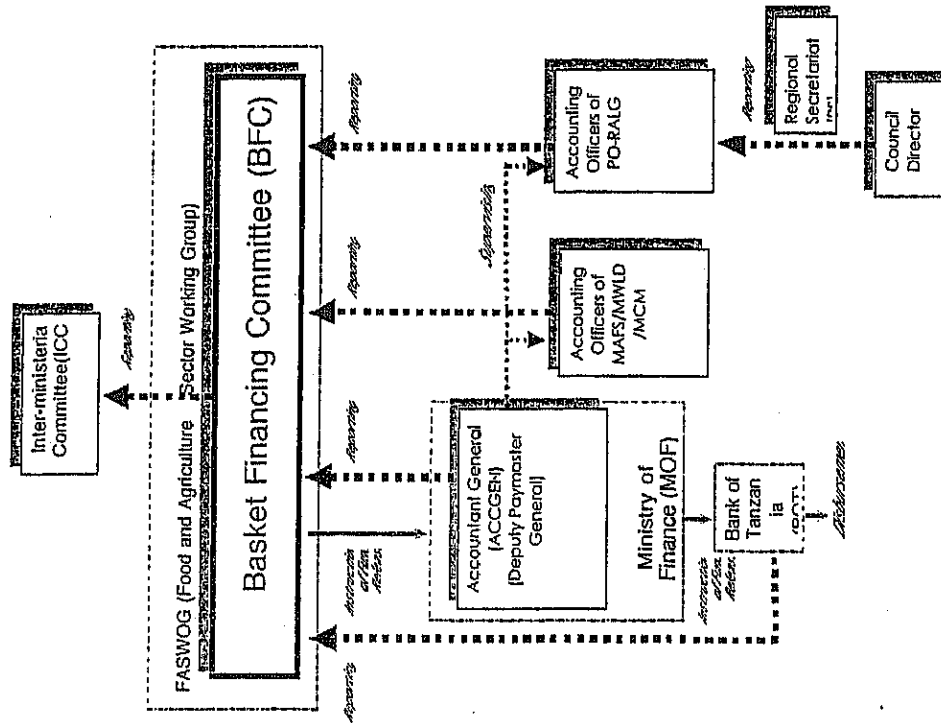 Inter-ministeria
Committee(ICC
Reporting
FASWOG (Food and Agriculture Sector Working Group)
Basket Financing Committee (BFC)
Reporting
Reporting
Reporting
Reporting
Supervising
Accountant General
(ACCGEN)
(Deputy Paymaster
General)
Ministry of
Finance (MOF)
Accounting
Officers of
MAFS/MWLD
/MCM
Accounting
Officers of
PO-RALG
Reporting
Regional
Secretariat
Council
Director
Bank of
Tanzan
ia